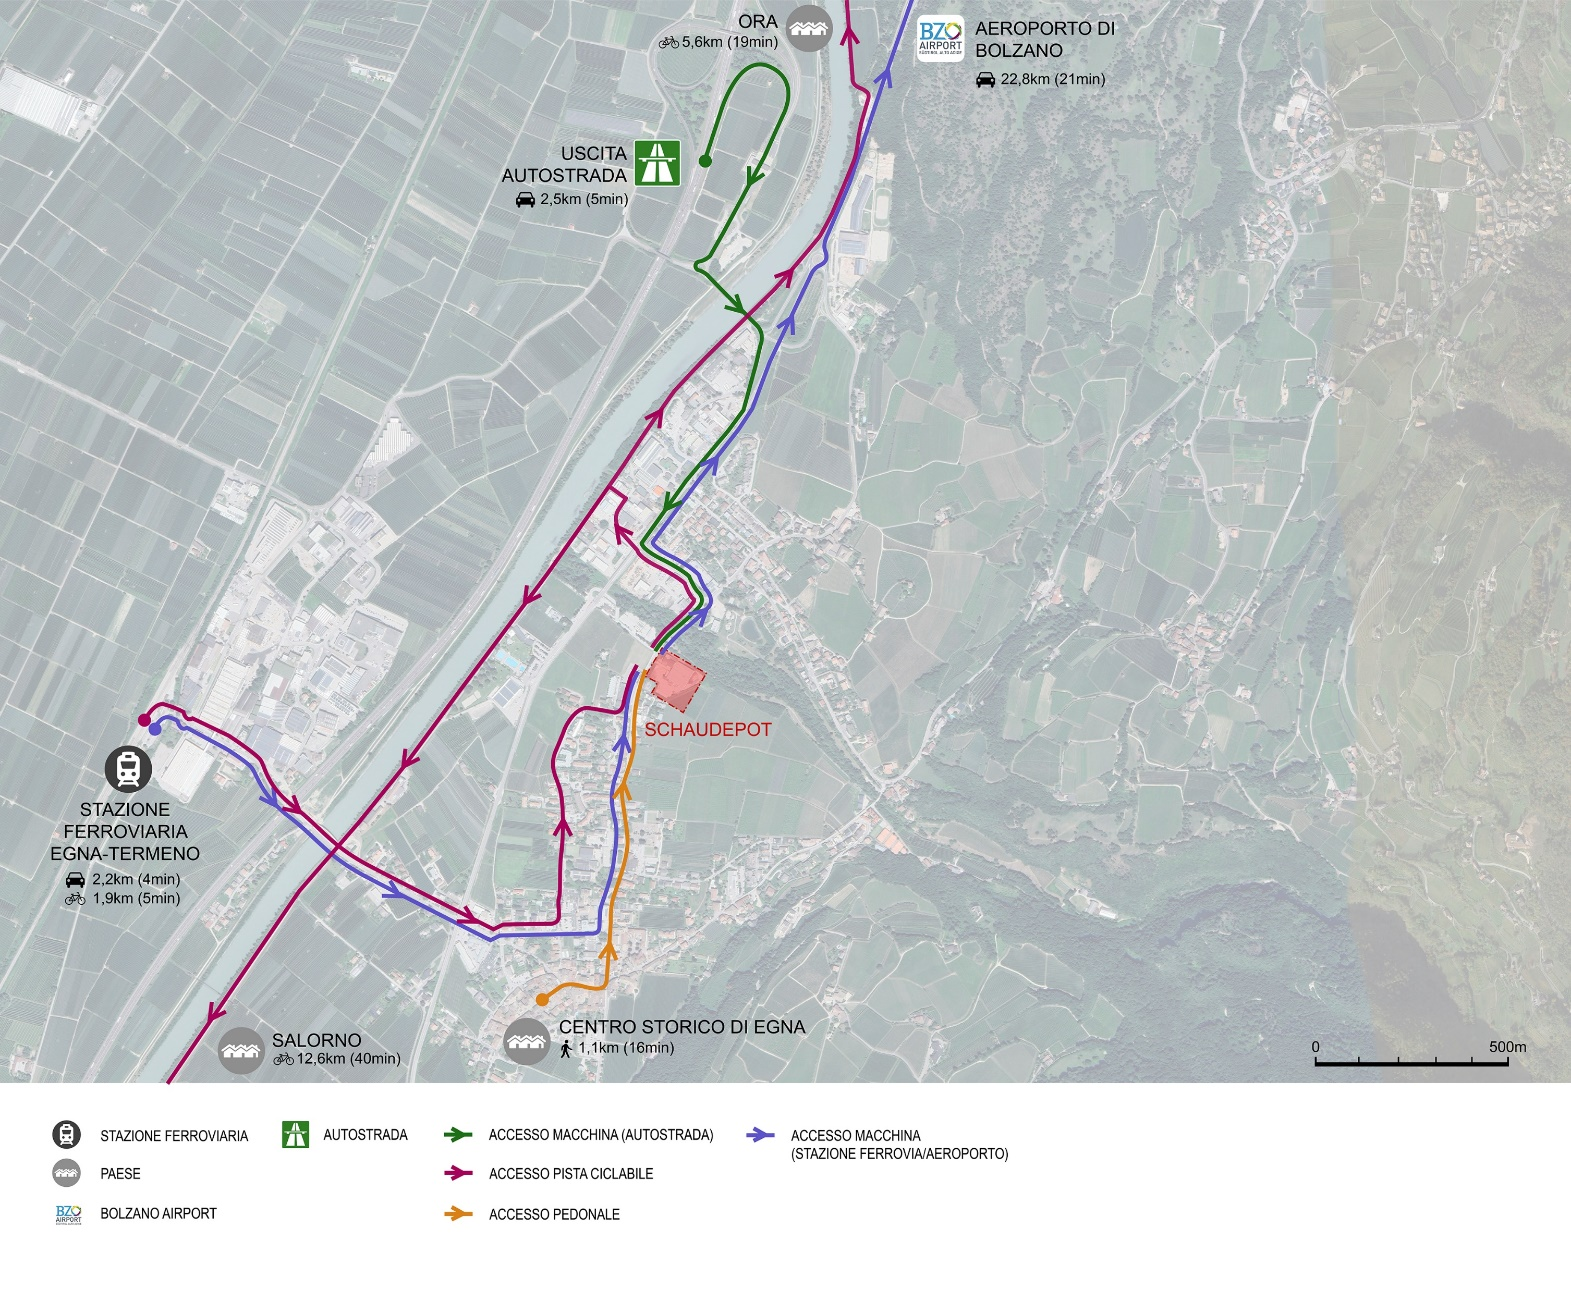 ORA
5,6km (19min)
BZO
AIRPORT
AEROPORTO DI
BOLZANO
22,8km (21min)
USCITA
AUTOSTRADA
2,5km (5min)
SCHAUDEPOT
STAZIONE
FERROVIARIA
EGNA-TERMENO
2,2km (4min)
1,9km (5min)
SALORNO
12,6km (40min)
CENTRO STORICO DI EGNA
1,1km (16min)
0 500m
STAZIONE FERROVIARIA
PAESE
BZO
AIRPORT
BOLZANO AIRPORT
AUTOSTRADA
ACCESSO MACCHINA (AUTOSTRADA)
ACCESSO PISTA CICLABILE
ACCESSO PEDONALE
ACCESSO MACCHINA
(STAZIONE FERROVIA/AEROPORTO)